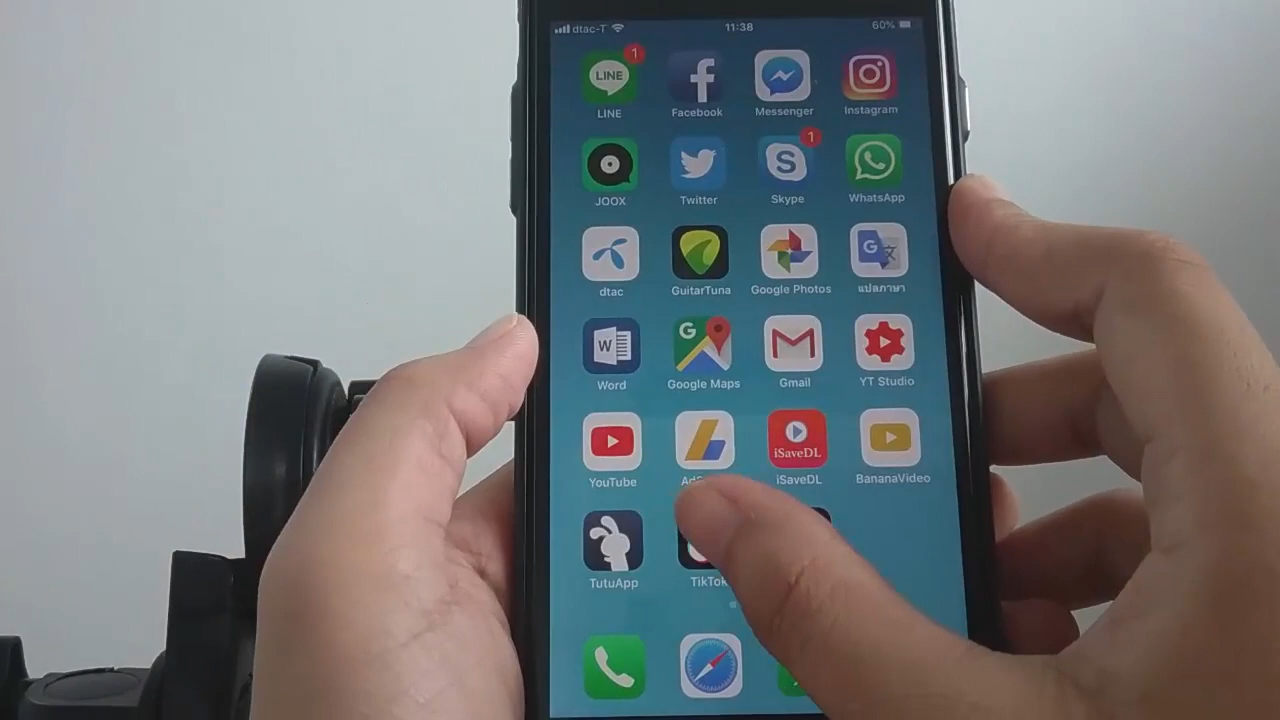 dtac-T 11:38 60%
1
LINE
LINE Facebook Messenger Instagram
1
S
JOOX Twitter Skype WhatsApp
G
dtac GuitarTuna Google Photos แปลภาษา
W G
Word Google Maps Gmail YT Studio
iSaveDL
YouTube iSaveDL BananaVideo
TutuApp TikTok